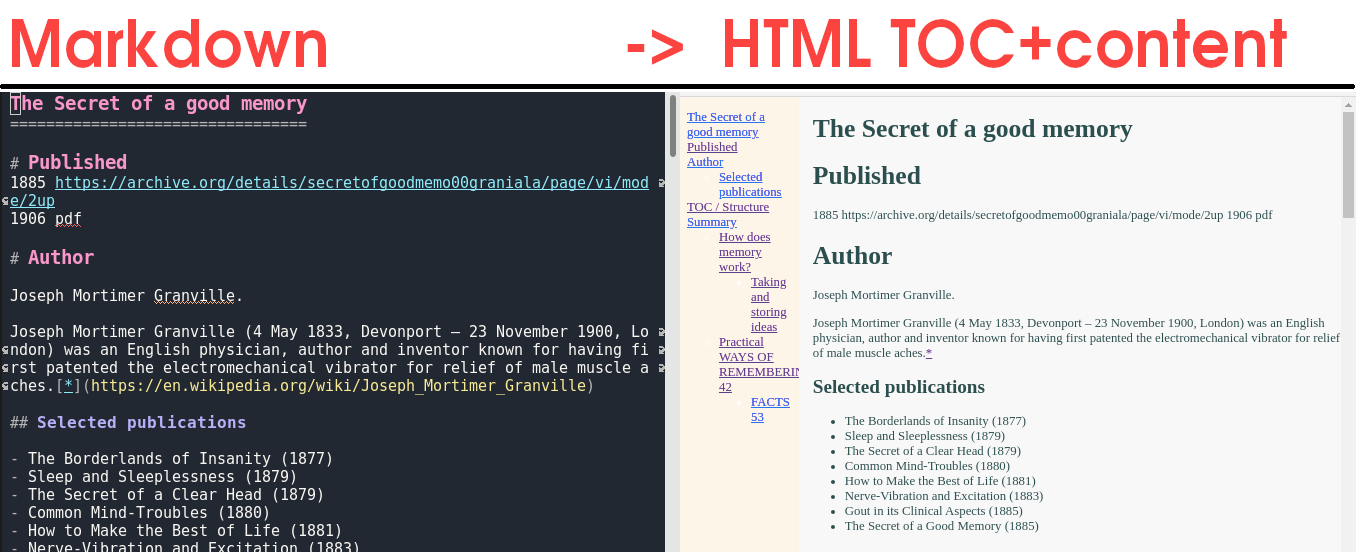 Markdown -> HTML TOC+content
The Secret of a good memory
=================================
# Published
1885 https://archive.org/details/secretofgoodmemo00graniala/page/vi/mod
e/2up
1906 pdf
# Author
Joseph Mortimer Granville.
Joseph Mortimer Granville (4 May 1833, Devonport – 23 November 1900, Lo
ndon) was an English physician, author and inventor known for having fi
rst patented the electromechanical vibrator for relief of male muscle a
ches.[*](https://en.wikipedia.org/wiki/Joseph_Mortimer_Granville)
## Selected publications
- The Borderlands of Insanity (1877)
- Sleep and Sleeplessness (1879)
- The Secret of a Clear Head (1879)
- Common Mind-Troubles (1880)
- How to Make the Best of Life (1881)
- Nerve-Vibration and Excitation (1883)
The Secret of a
good memory
Published
Author
Selected
publications
TOC / Structure
Summary
How does
memory
work?
Taking
and
storing
ideas
Practical
WAYS OF
REMEMBERIN
42
FACTS
53
The Secret of a good memory
Published
1885 https://archive.org/details/secretofgoodmemo00graniala/page/vi/mode/2up 1906 pdf
Author
Joseph Mortimer Granville.
Joseph Mortimer Granville (4 May 1833, Devonport – 23 November 1900, London) was an English
physician, author and inventor known for having first patented the electromechanical vibrator for relief
of male muscle aches.*
Selected publications
• The Borderlands of Insanity (1877)
• Sleep and Sleeplessness (1879)
• The Secret of a Clear Head (1879)
• Common Mind-Troubles (1880)
• How to Make the Best of Life (1881)
• Nerve-Vibration and Excitation (1883)
• Gout in its Clinical Aspects (1885)
• The Secret of a Good Memory (1885)